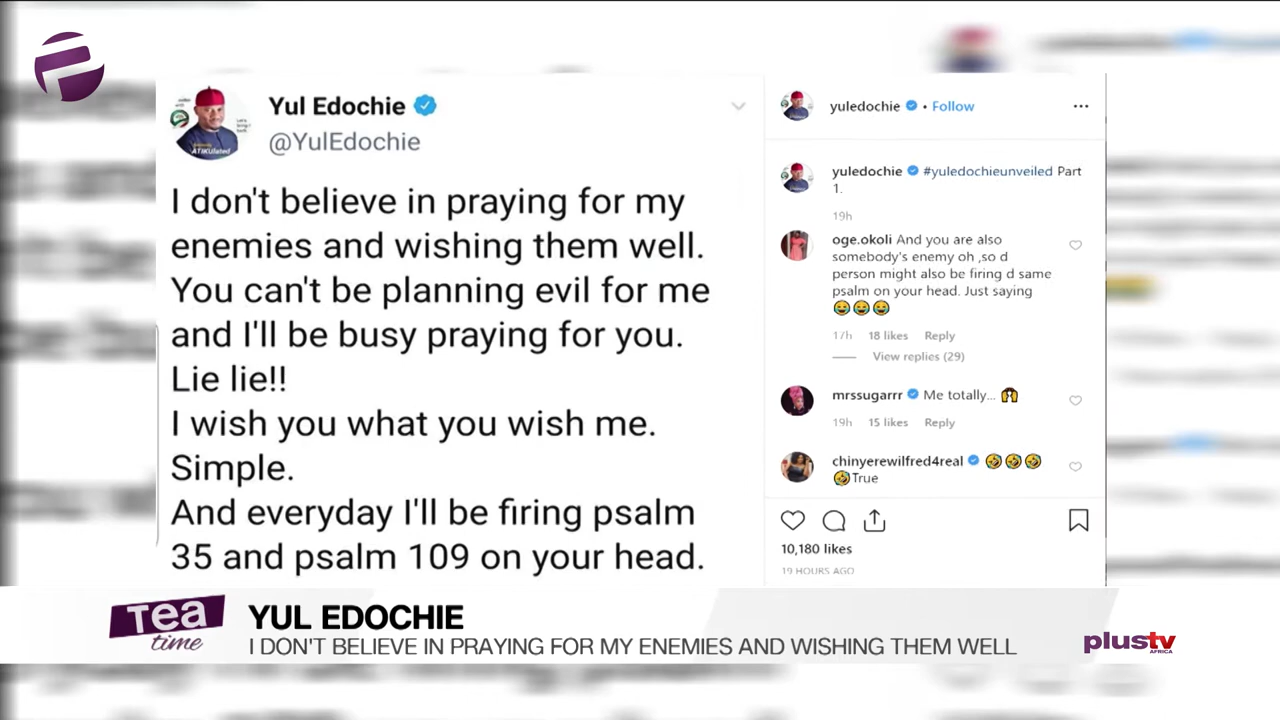 Yul Edochie
@YulEdochie
I don't believe in praying for my
enemies and wishing them well.
You can't be planning evil for me
and I'll be busy praying for you.
Lie lie!!
I wish you what you wish me.
Simple.
And everyday I'll be firing psalm
35 and psalm 109 on your head.
yuledochie • Follow
yuledochie #yuledochieunveiled Part
1.
19h
oge.okoli And you are also
somebody's enemy oh ,so d
person might also be firing d same
psalm on your head. Just saying
😂😂😂
17h 18 likes Reply
View replies (29)
mrssugarrr Me totally...
19h 15 likes Reply
chinyerewilfred4real 🤣🤣🤣
🤣True
10,180 likes
19 HOURS AGO
Tea
time
YUL EDOCHIE
I DON'T BELIEVE IN PRAYING FOR MY ENEMIES AND WISHING THEM WELL
plustv
AFRICA
ATIKUlated